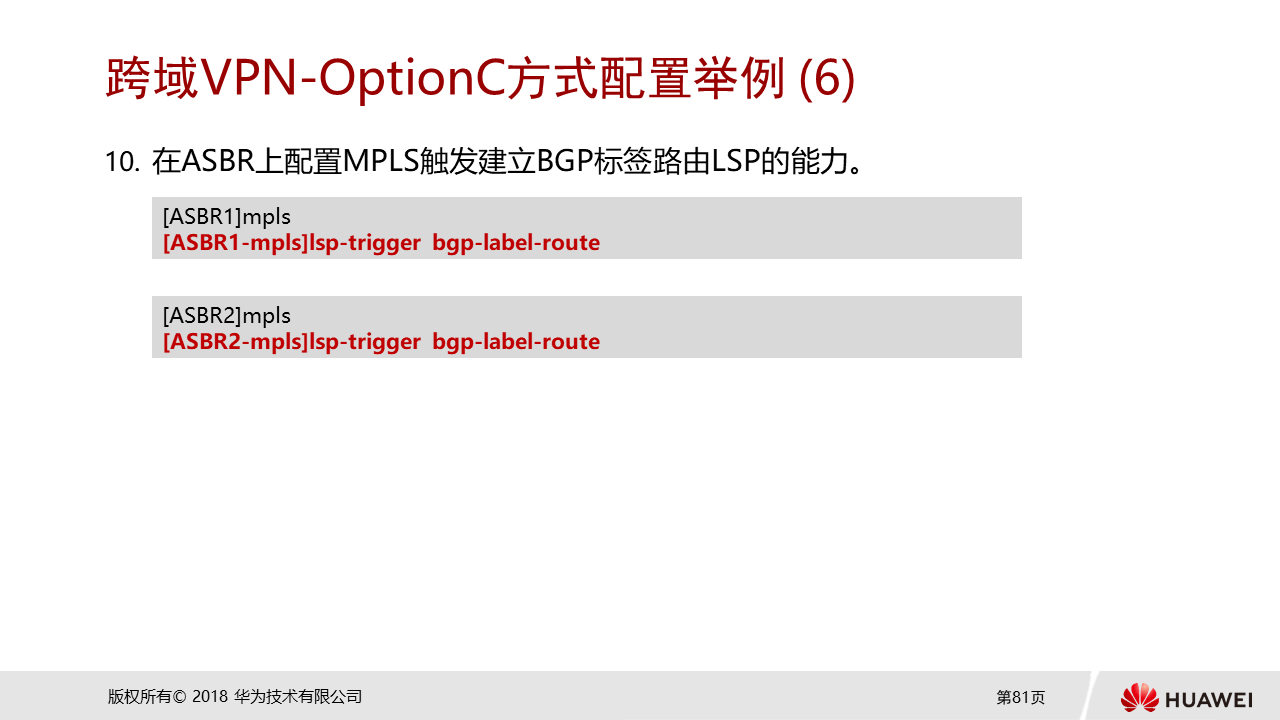 跨域VPN-OptionC方式配置举例 (6)
10. 在ASBR上配置MPLS触发建立BGP标签路由LSP的能力。
[ASBR1]mpls
[ASBR1-mpls]lsp-trigger  bgp-label-route
[ASBR2]mpls
[ASBR2-mpls]lsp-trigger  bgp-label-route
版权所有© 2018 华为技术有限公司
第81页
HUAWEI